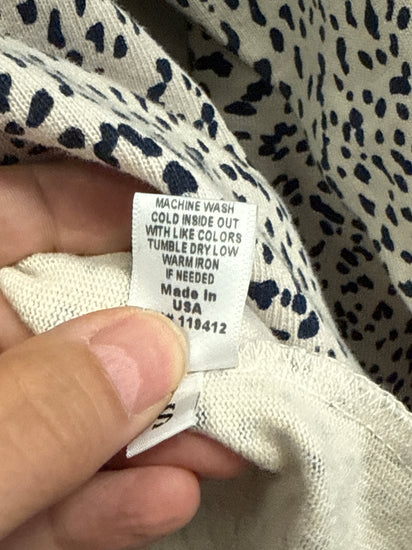 MACHINE WASH
COLD INSIDE OUT
WITH LIKE COLORS
TUMBLE DRY LOW
WARM IRON
IF NEEDED
Made In
USA
119412